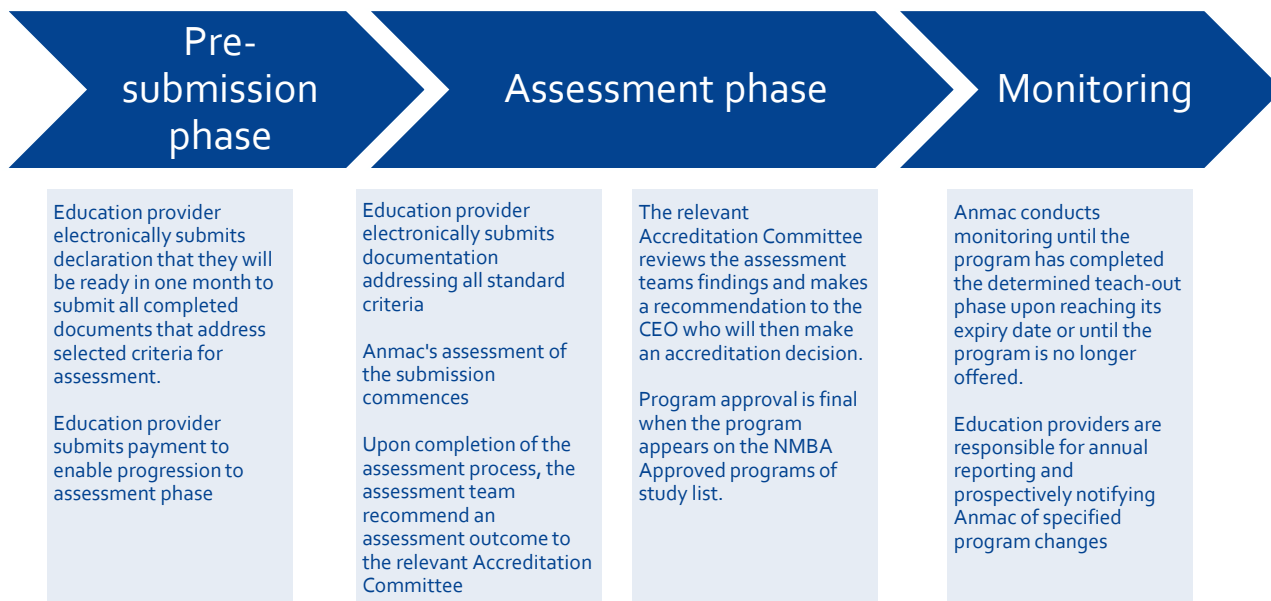 Pre-
submission
phase
Assessment phase
Monitoring
Education provider
electronically submits
declaration that they will
be ready in one month to
submit all completed
documents that address
selected criteria for
assessment.
Education provider
submits payment to
enable progression to
assessment phase
Education provider
electronically submits
documentation
addressing all standard
criteria
Anmac's assessment of
the submission
commences
Upon completion of the
assessment process, the
assessment team
recommend an
assessment outcome to
the relevant Accreditation
Committee
The relevant
Accreditation Committee
reviews the assessment
teams findings and makes
a recommendation to the
CEO who will then make
an accreditation decision.
Program approval is final
when the program
appears on the NMBA
Approved programs of
study list.
Anmac conducts
monitoring until the
program has completed
the determined teach-out
phase upon reaching its
expiry date or until the
program is no longer
offered.
Education providers are
responsible for annual
reporting and
prospectively notifying
Anmac of specified
program changes